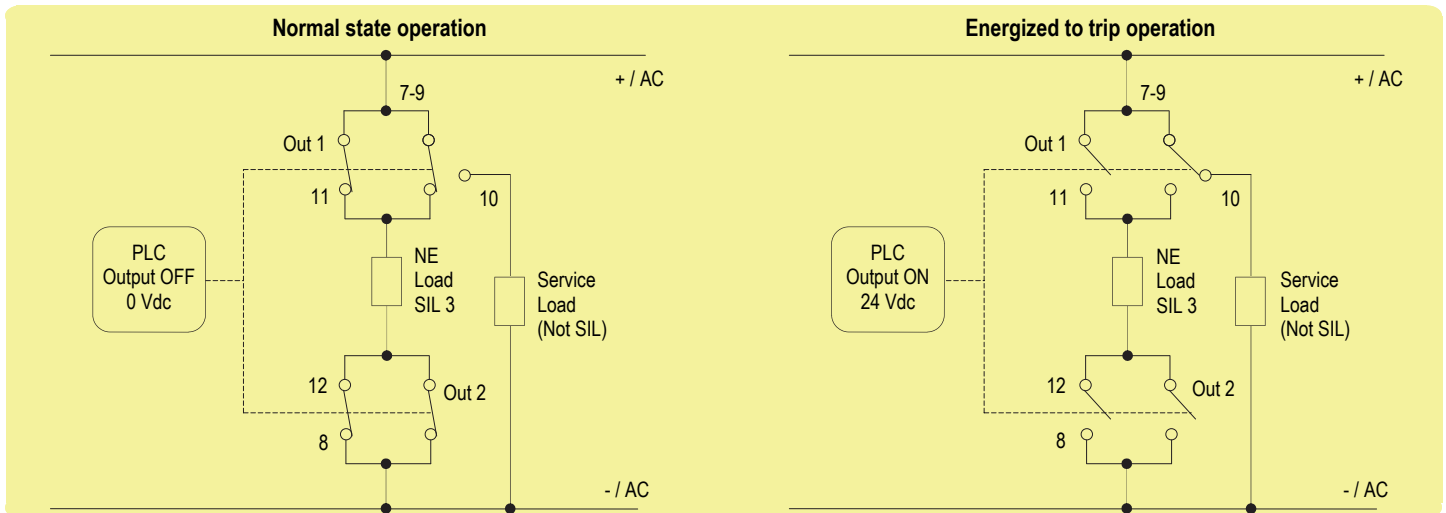 Normal state operation
+ / AC
7-9
Out 1
11
10
PLC
Output OFF
0 Vdc
NE
Load
SIL 3
Service
Load
(Not SIL)
12
Out 2
8
- / AC
Energized to trip operation
+ / AC
7-9
Out 1
11
10
PLC
Output ON
24 Vdc
NE
Load
SIL 3
Service
Load
(Not SIL)
12
Out 2
8
- / AC